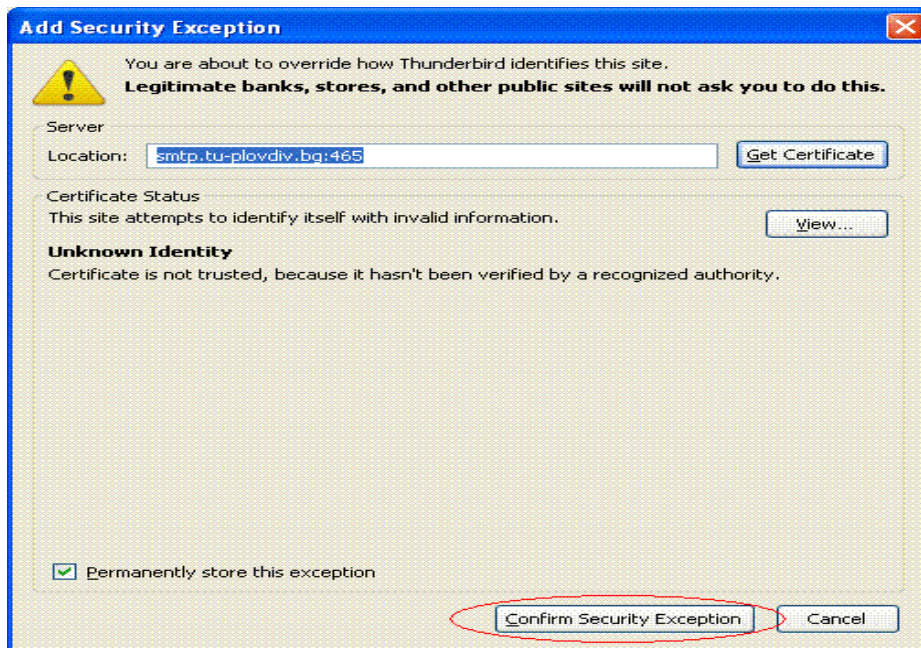 Add Security Exception
You are about to override how Thunderbird identifies this site.
Legitimate banks, stores, and other public sites will not ask you to do this.
Server
Location: smtp.tu-plovdiv.bg:465 Get Certificate
Certificate Status
This site attempts to identify itself with invalid information.
View...
Unknown Identity
Certificate is not trusted, because it hasn't been verified by a recognized authority.
Permanently store this exception
Confirm Security Exception Cancel